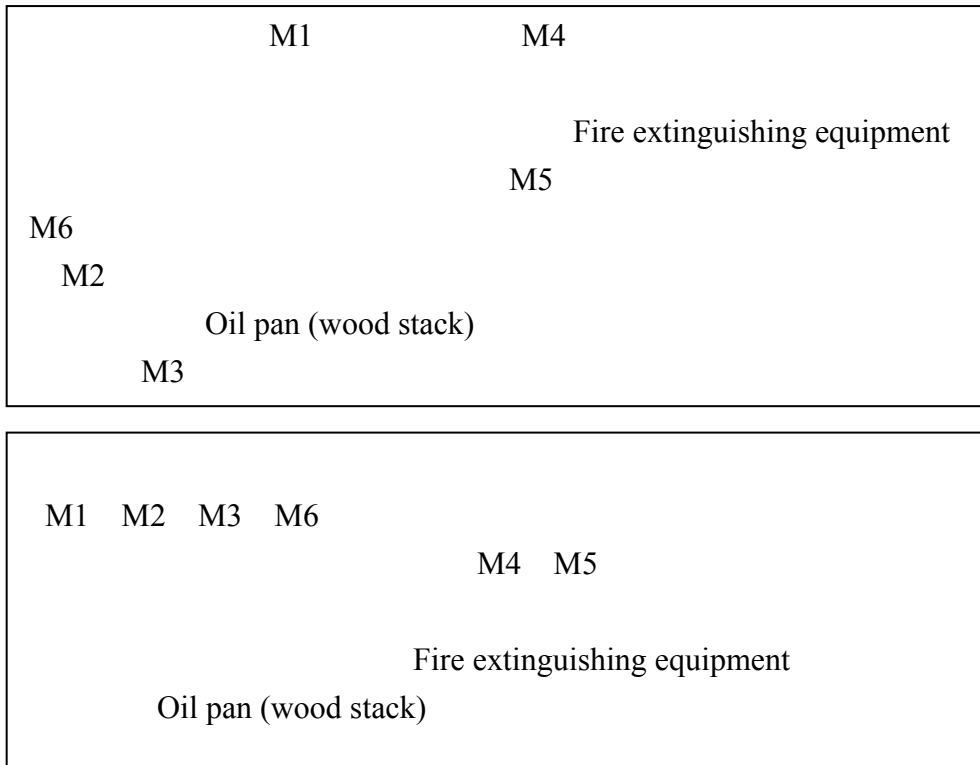 M1 M4
Fire extinguishing equipment
M5
M6
M2
Oil pan (wood stack)
M3
M1 M2 M3 M6
M4 M5
Fire extinguishing equipment
Oil pan (wood stack)